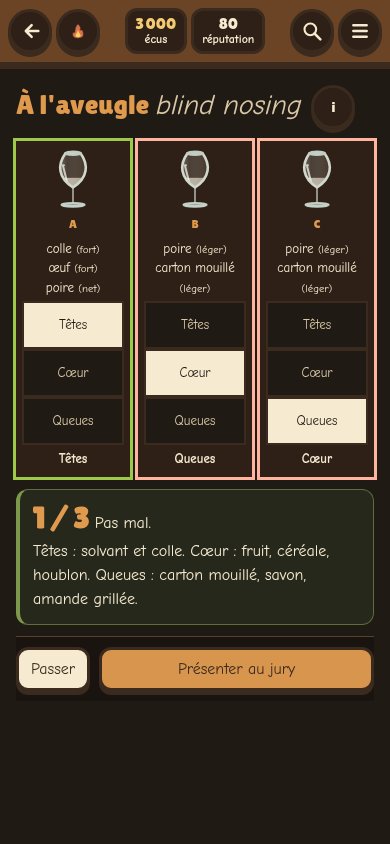 3 000
écus
80
réputation
À l'aveugle blind nosing
i
A
colle (fort)
œuf (fort)
poire (net)
Têtes
Cœur
Queues
Têtes
B
poire (léger)
carton mouillé
(léger)
Têtes
Cœur
Queues
Queues
C
poire (léger)
carton mouillé
(léger)
Têtes
Cœur
Queues
Cœur
1/3 Pas mal.
Têtes : solvant et colle. Cœur : fruit, céréale,
houblon. Queues : carton mouillé, savon,
amande grillée.
Passer
Présenter au jury